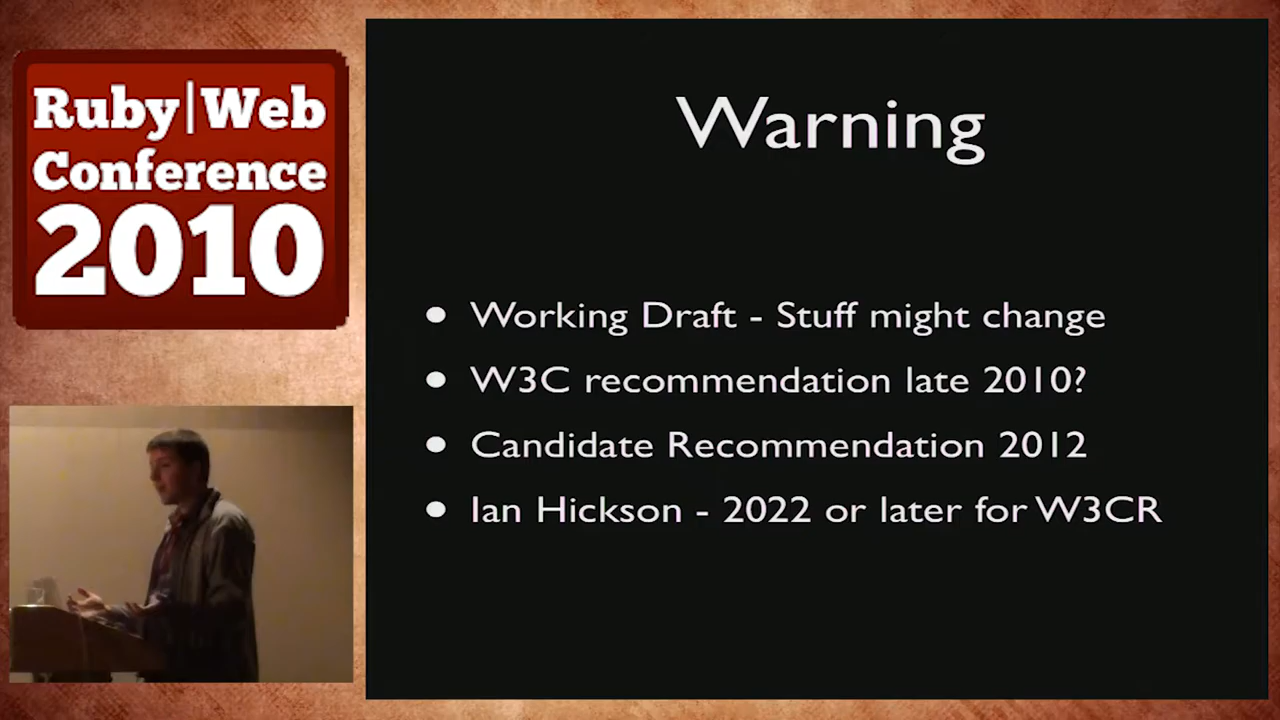 Ruby|Web
Conference
2010
Warning
• Working Draft - Stuff might change
• W3C recommendation late 2010?
• Candidate Recommendation 2012
• Ian Hickson - 2022 or later for W3CR